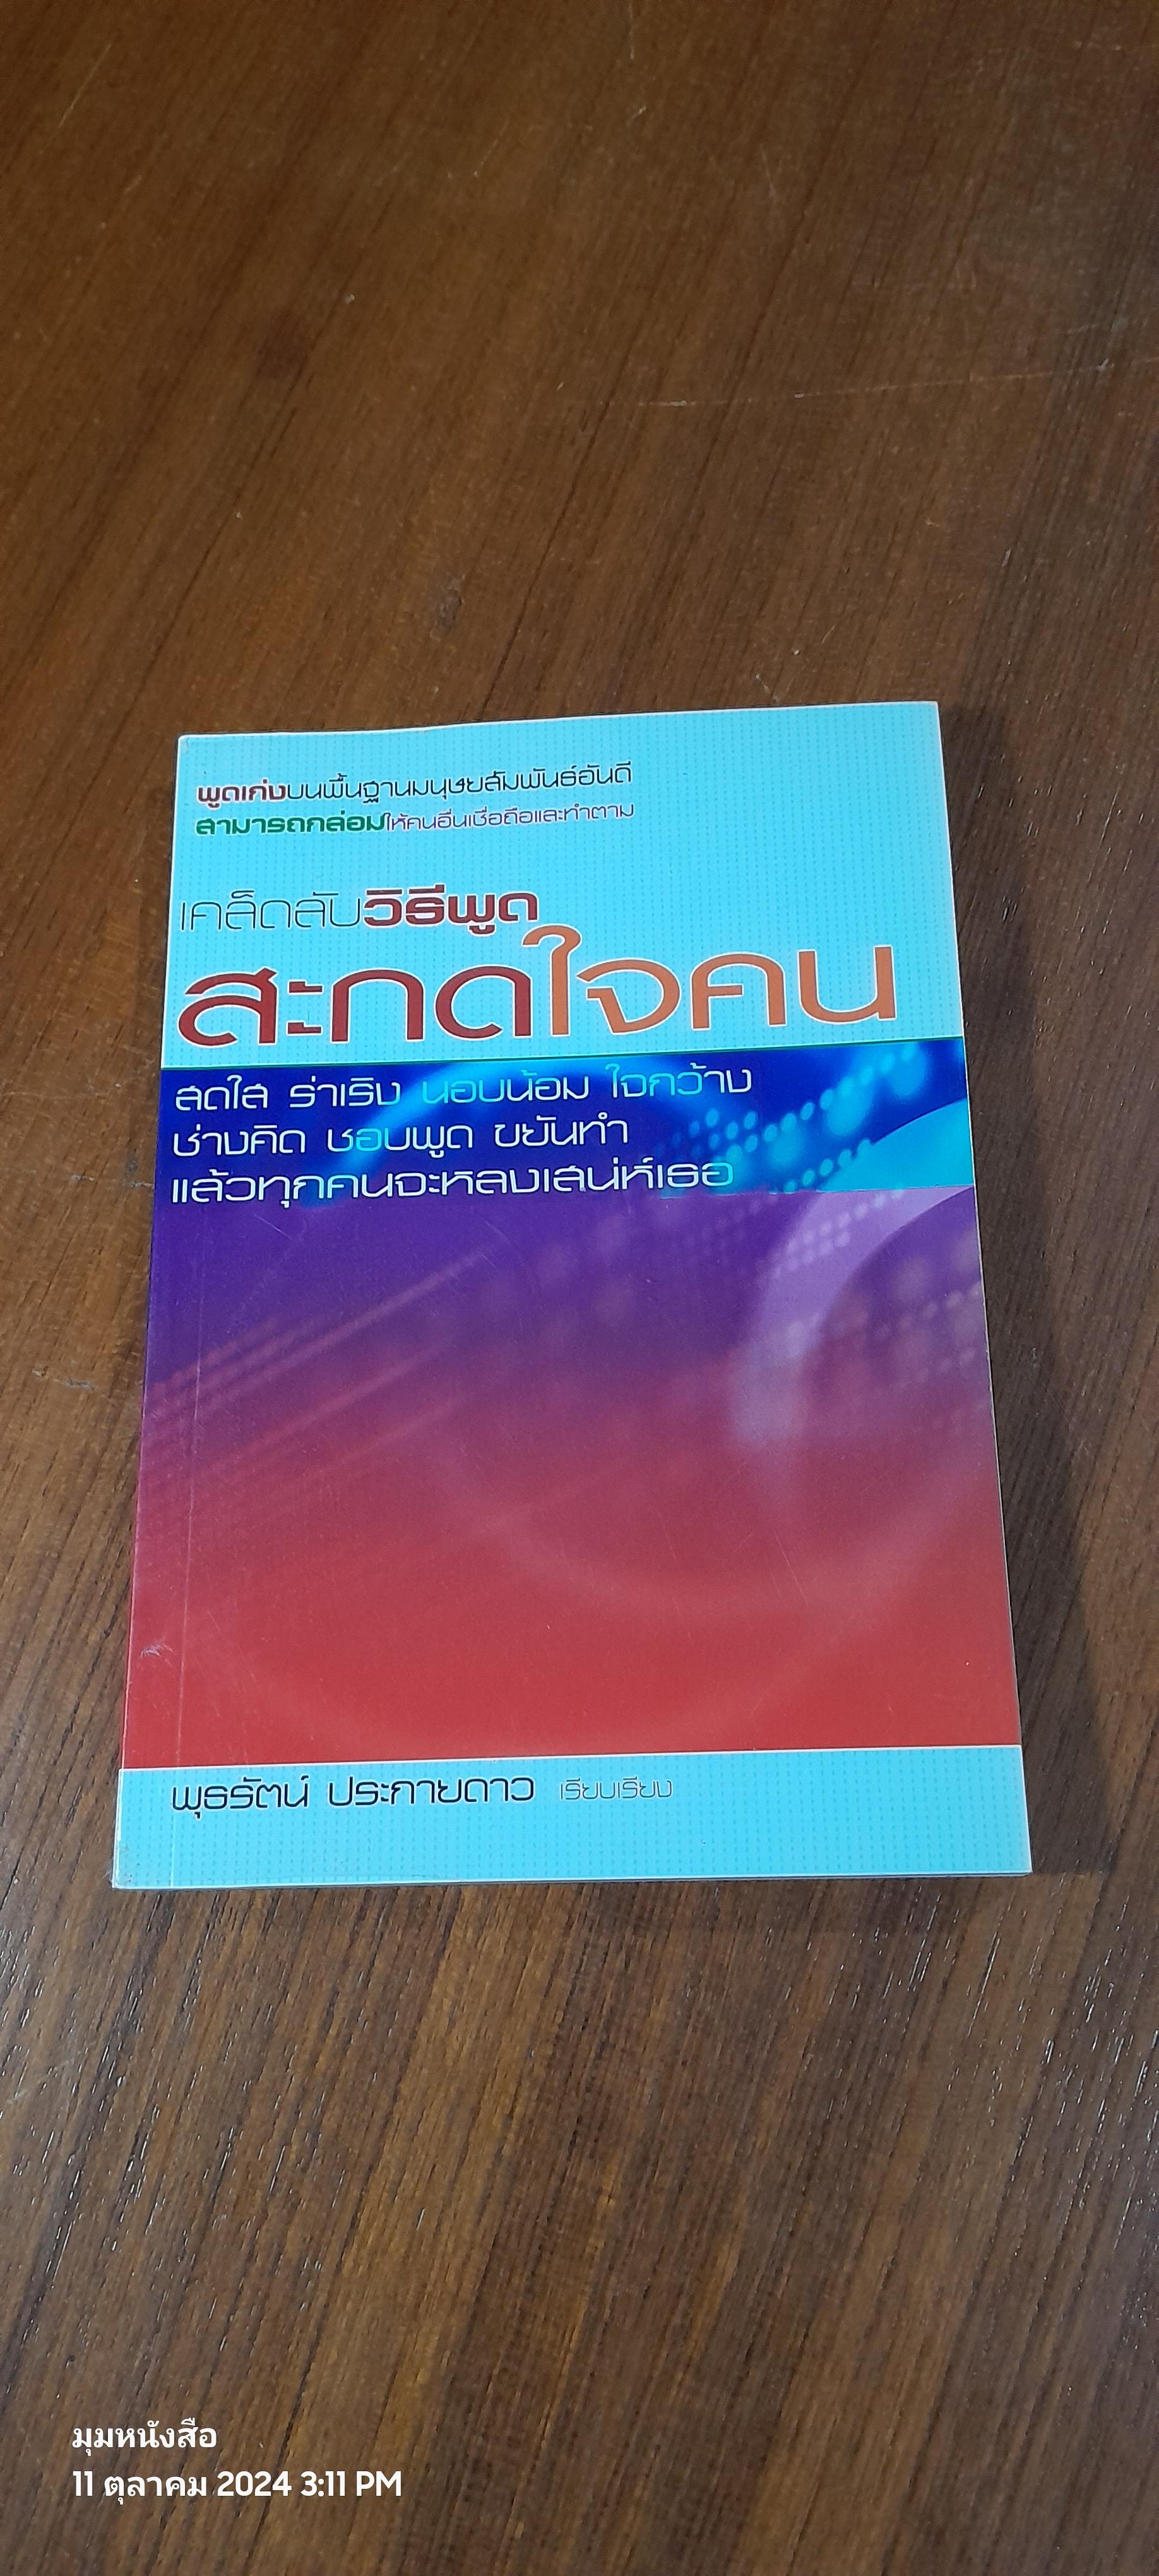 พูดเก่งบนพื้นฐานมนุษยสัมพันธ์อันดี
สามารถกล่อมให้คนอื่นเชื่อถือและทำตาม
เคล็ดลับวิธีพูด
สะกดใจคน
สดใส ร่าเริง นอบน้อม ใจกว้าง
ช่างคิด ชอบพูด ขยันทำ
แล้วทุกคนจะหลงเสน่ห์เธอ
พุธรัตน์ ประกายดาว เรียบเรียง
มุมหนังสือ
11 ตุลาคม 2024 3:11 PM